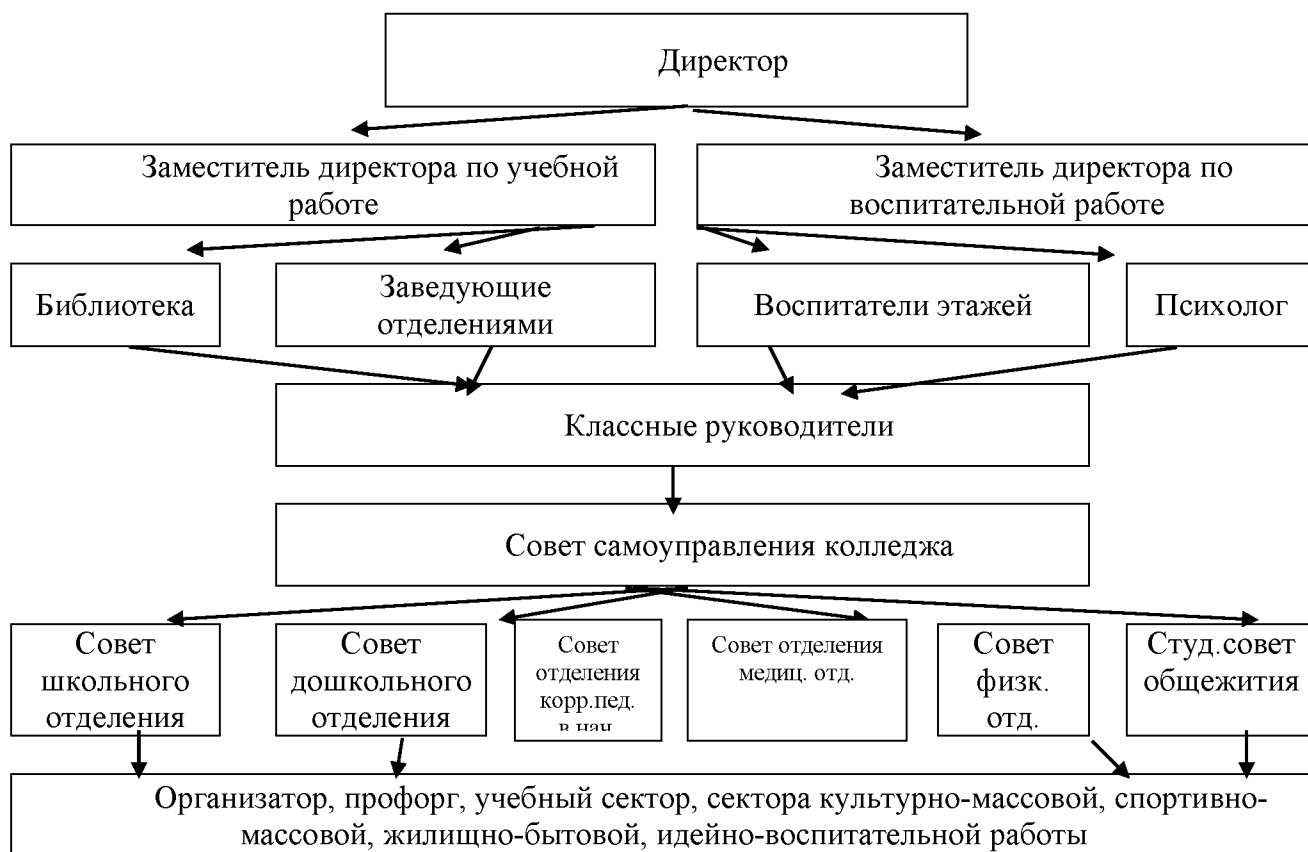 Директор
Заместитель директора по учебной
работе
Заместитель директора по
воспитательной работе
Библиотека
Заведующие
отделениями
Воспитатели этажей
Психолог
Классные руководители
Совет самоуправления колледжа
Совет
школьного
отделения
Совет
дошкольного
отделения
Совет
отделения
корр.пед.
в нач
Совет отделения
медиц. отд.
Совет
физк.
отд.
Студ.совет
общежития
Организатор, профорг, учебный сектор, сектора культурно-массовой, спортивно-
массовой, жилищно-бытовой, идейно-воспитательной работы